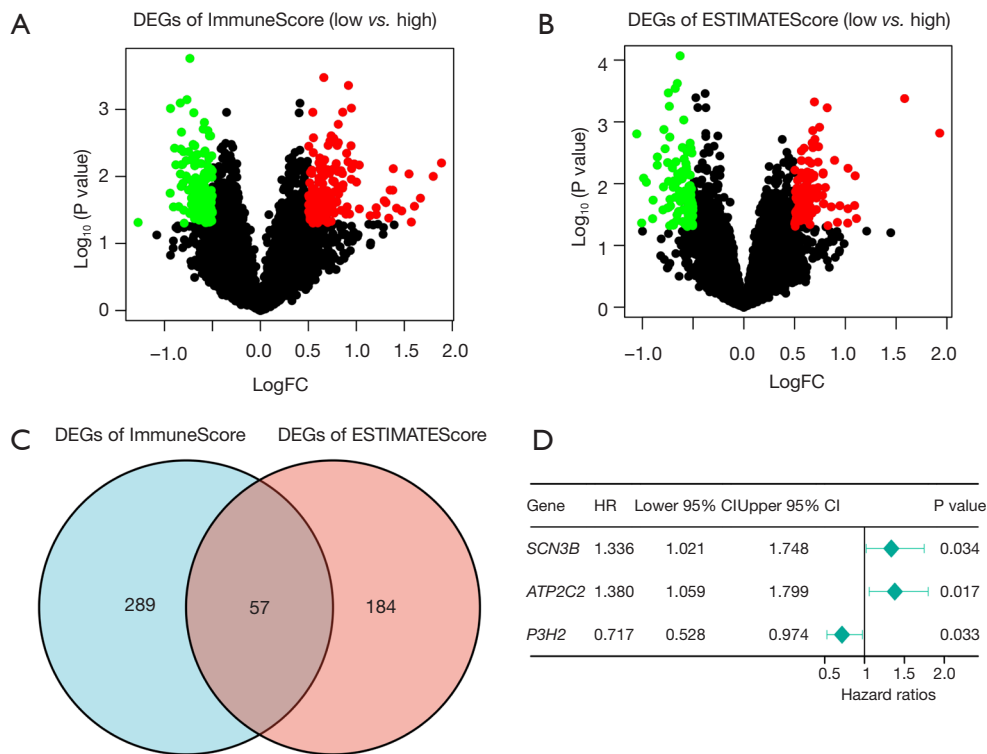 A
DEGs of ImmuneScore (low vs. high)
Log₁₀ (P value)
3
2
1
0
−1.0
0.0
0.5
1.0
1.5
2.0
LogFC
B
DEGs of ESTIMATEScore (low vs. high)
Log₁₀ (P value)
4
3
2
1
0
−1.0
0.0
0.5
1.0
1.5
2.0
LogFC
C
DEGs of ImmuneScore
DEGs of ESTIMATEScore
289
57
184
D
Gene HR Lower 95% CIUpper 95% CI P value
SCN3B 1.336 1.021 1.748 0.034
ATP2C2 1.380 1.059 1.799 0.017
P3H2 0.717 0.528 0.974 0.033
0.5 1 1.5 2.0
Hazard ratios